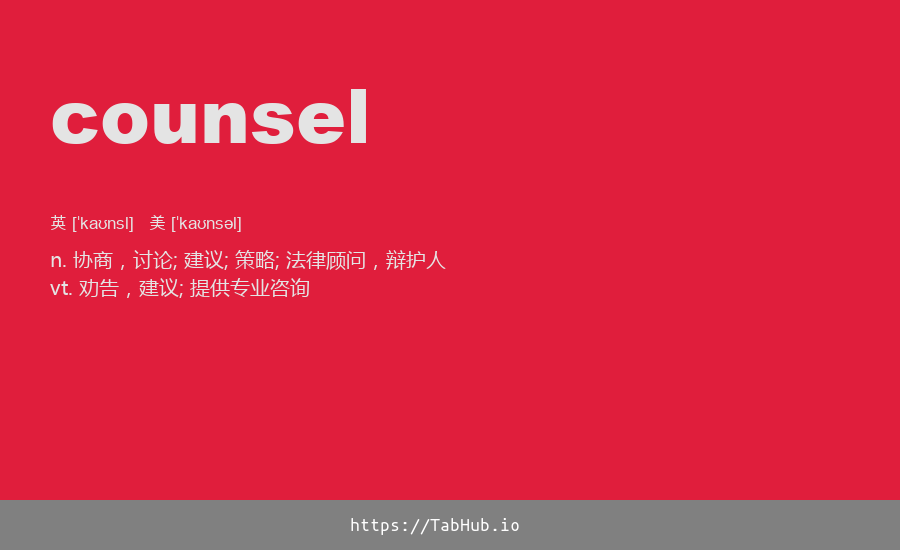 counsel
英 [ˈkaʊnsl] 美 [ˈkaʊnsəl]
n. 协商，讨论; 建议; 策略; 法律顾问，辩护人
vt. 劝告，建议; 提供专业咨询
https://TabHub.io